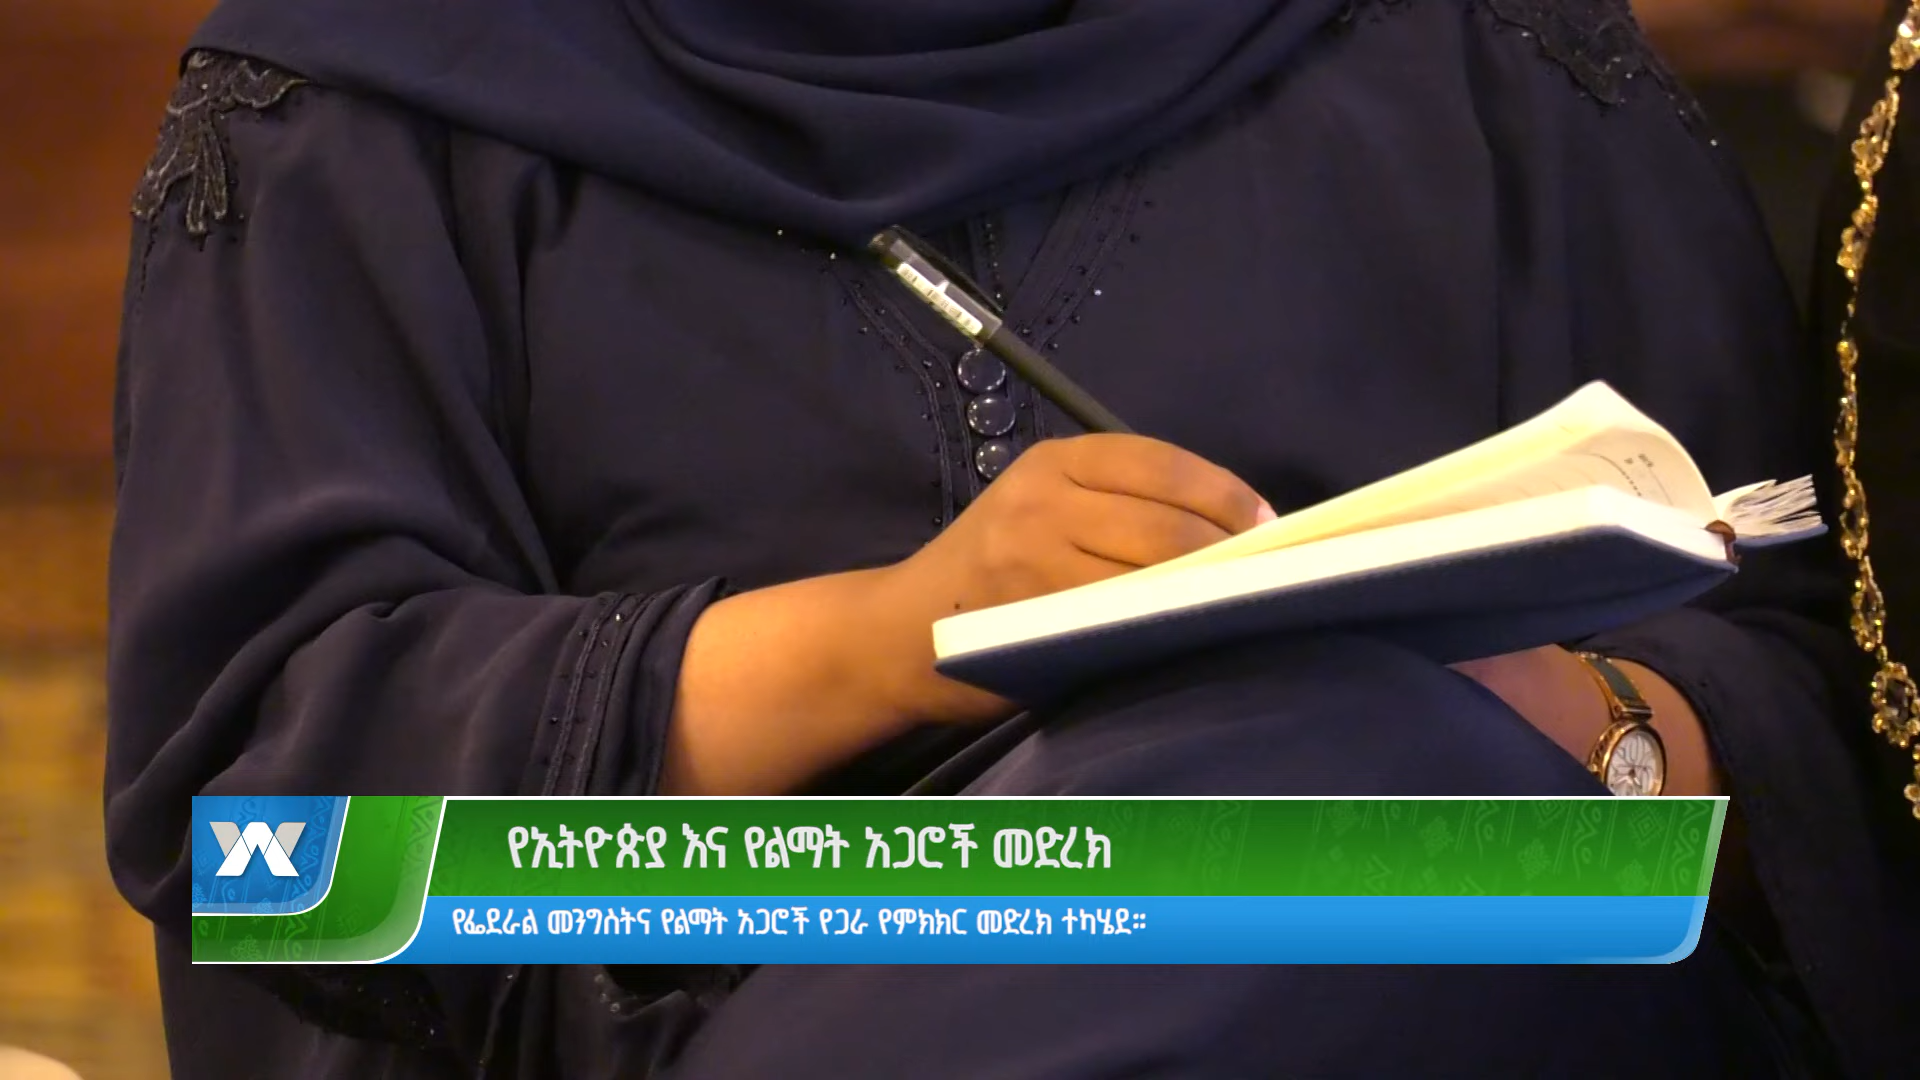 የኢትዮጵያ እና የልማት አጋሮች መድረክ
የፌደራል መንግስትና የልማት አጋሮች የጋራ የምክክር መድረክ ተካሄደ።